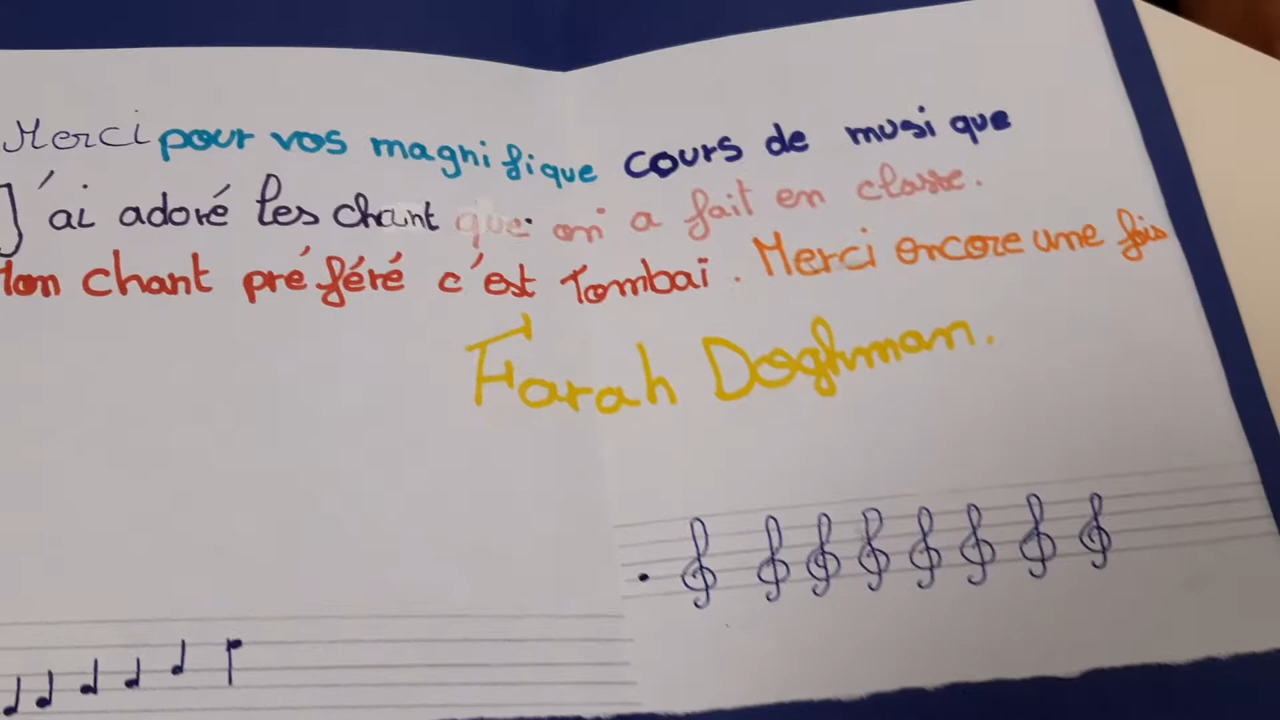 Merci pour vos magnifique cours de musique
J'ai adoré les chant que on a fait en classe.
Mon chant préféré c'est Tombaï. Merci encore une fois
Farah Doghman.